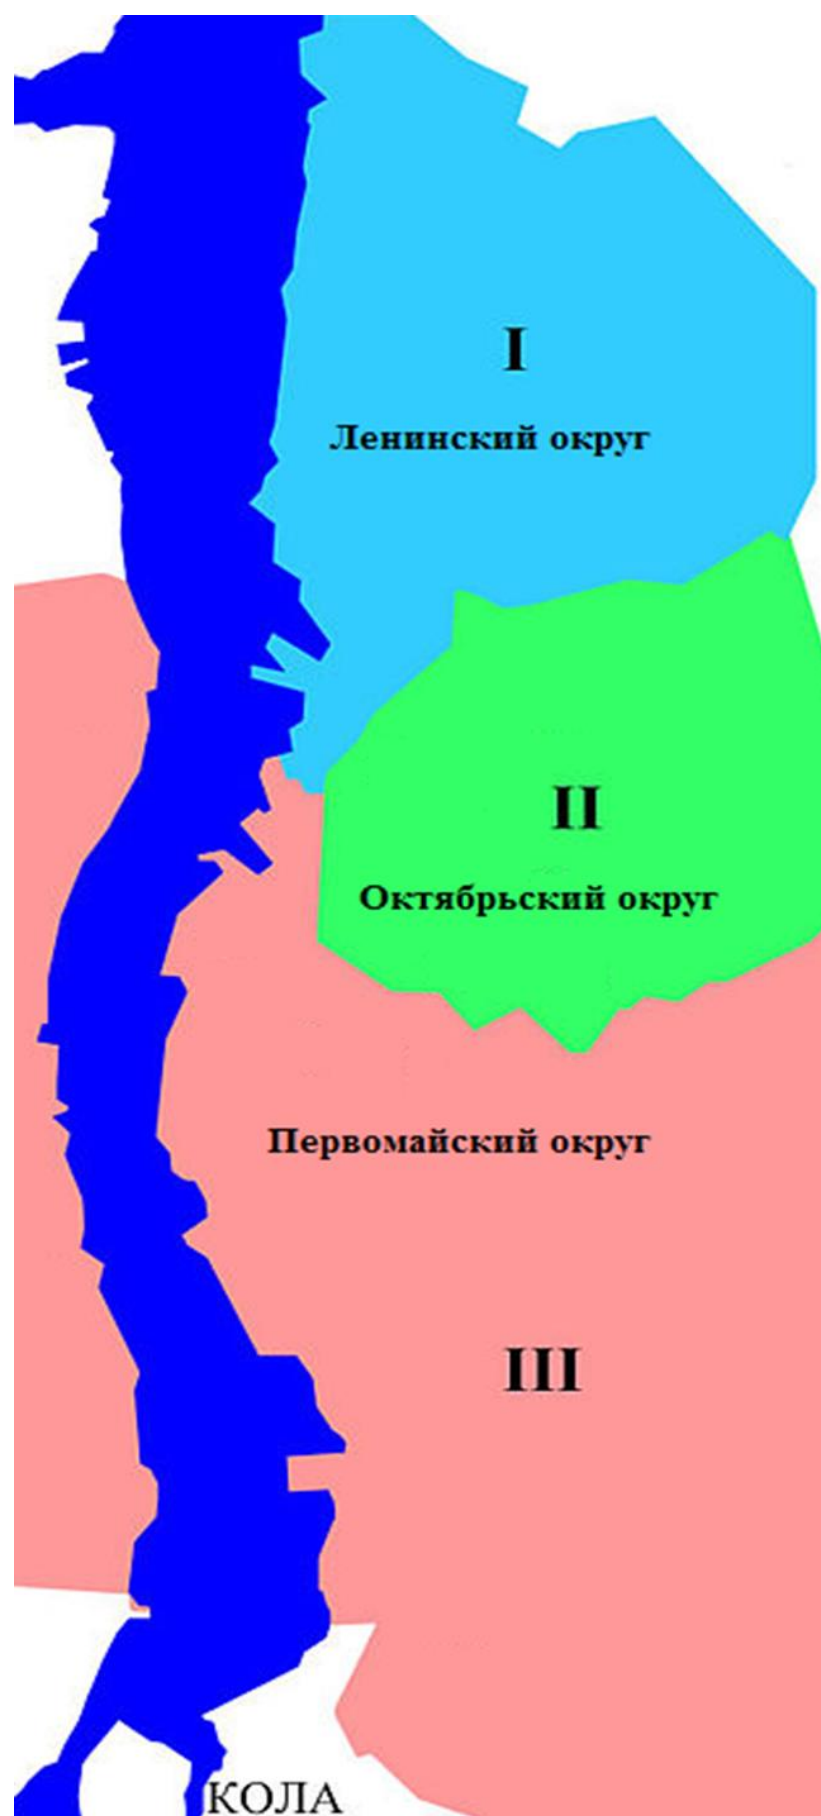 I
Ленинский округ
II
Октябрьский округ
Первомайский округ
III
КОЛА